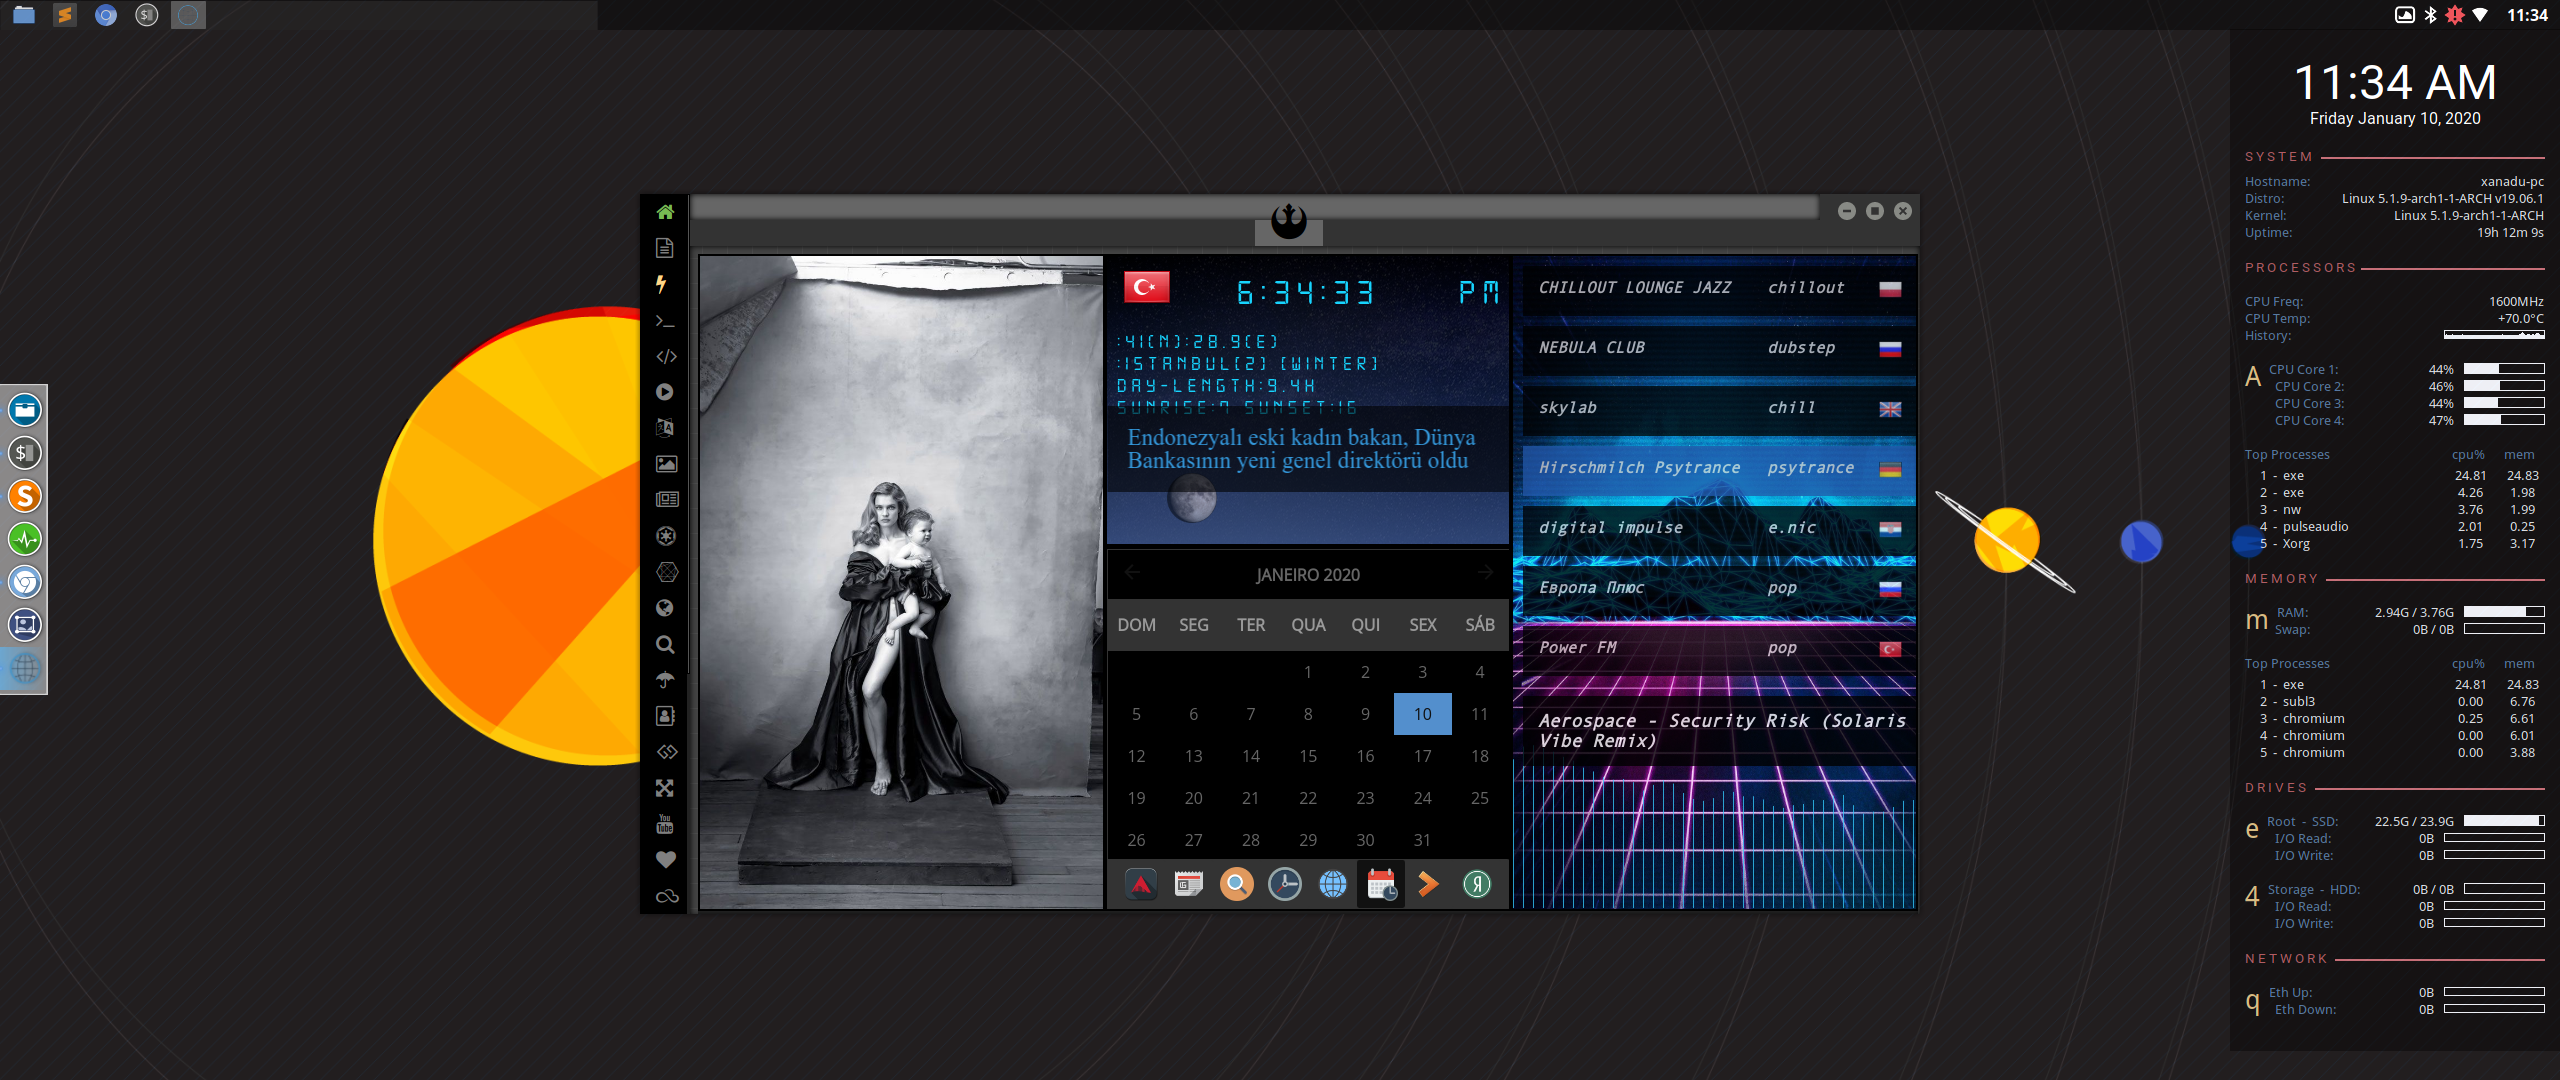 11:34
11:34 AM
Friday January 10, 2020
SYSTEM
Hostname: xanadu-pc
Distro: Linux 5.1.9-arch1-1-ARCH v19.06.1
Kernel: Linux 5.1.9-arch1-1-ARCH
Uptime: 19h 12m 9s
PROCESSORS
CPU Freq: 1600MHz
CPU Temp: +70.0°C
History:
A CPU Core 1: 44%
CPU Core 2: 46%
CPU Core 3: 44%
CPU Core 4: 47%
Top Processes cpu% mem
1 - exe 24.81 24.83
2 - exe 4.26 1.98
3 - nw 3.76 1.99
4 - pulseaudio 2.01 0.25
5 - Xorg 1.75 3.17
MEMORY
m RAM: 2.94G / 3.76G
Swap: 0B / 0B
Top Processes cpu% mem
1 - exe 24.81 24.83
2 - subl3 0.00 6.76
3 - chromium 0.25 6.61
4 - chromium 0.00 6.01
5 - chromium 0.00 3.88
DRIVES
e Root - SSD: 22.5G / 23.9G
I/O Read: 0B
I/O Write: 0B
4 Storage - HDD: 0B / 0B
I/O Read: 0B
I/O Write: 0B
NETWORK
q Eth Up: 0B
Eth Down: 0B
You
Tube
6:34:33 PM
:41(N):28.9(E)
:ISTANBUL(2) (WINTER)
DAY-LENGTH:9.4H
SUNRISE:7 SUNSET:16
Endonezyalı eski kadın bakan, Dünya
Bankasının yeni genel direktörü oldu
JANEIRO 2020
DOM SEG TER QUA QUI SEX SÁB
1 2 3 4
5 6 7 8 9 10 11
12 13 14 15 16 17 18
19 20 21 22 23 24 25
26 27 28 29 30 31
Я
CHILLOUT LOUNGE JAZZ chillout
NEBULA CLUB dubstep
skylab chill
Hirschmilch Psytrance psytrance
digital impulse e.nic
Европа Плюс pop
Power FM pop
Aerospace - Security Risk (Solaris
Vibe Remix)